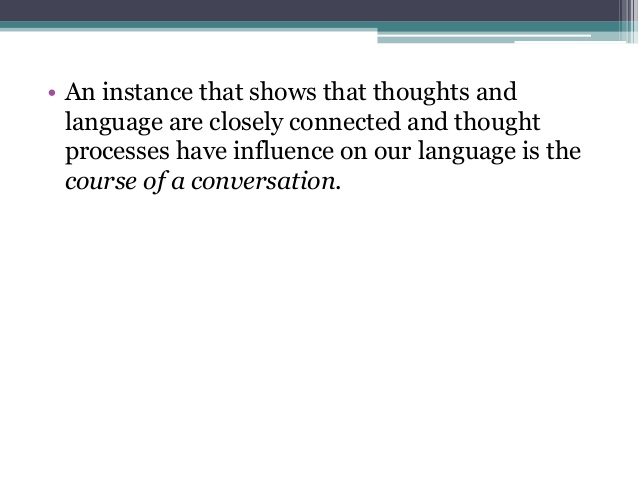 • An instance that shows that thoughts and
language are closely connected and thought
processes have influence on our language is the
course of a conversation.